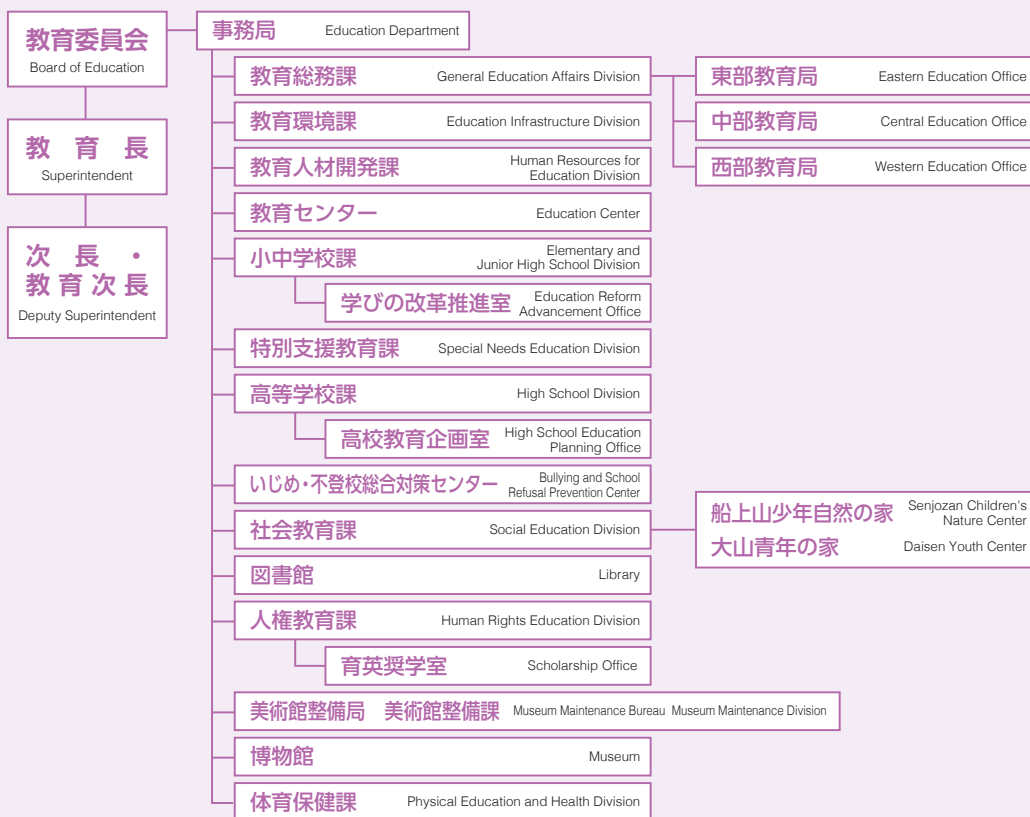 教育委員会
Board of Education
教 育 長
Superintendent
次 長 ・
教 育 次 長
Deputy Superintendent
事務局 Education Department
教育総務課 General Education Affairs Division
東部教育局 Eastern Education Office
中部教育局 Central Education Office
西部教育局 Western Education Office
教育環境課 Education Infrastructure Division
教育人材開発課 Human Resources for
Education Division
教育センター Education Center
小中学校課 Elementary and
Junior High School Division
学びの改革推進室 Education Reform
Advancement Office
特別支援教育課 Special Needs Education Division
高等学校課 High School Division
高校教育企画室 High School Education
Planning Office
いじめ・不登校総合対策センター Bullying and School
Refusal Prevention Center
社会教育課 Social Education Division
船上山少年自然の家 Senjozan Children's
Nature Center
大山青年の家 Daisen Youth Center
図書館 Library
人権教育課 Human Rights Education Division
育英奨学室 Scholarship Office
美術館整備局 美術館整備課 Museum Maintenance Bureau Museum Maintenance Division
博物館 Museum
体育保健課 Physical Education and Health Division